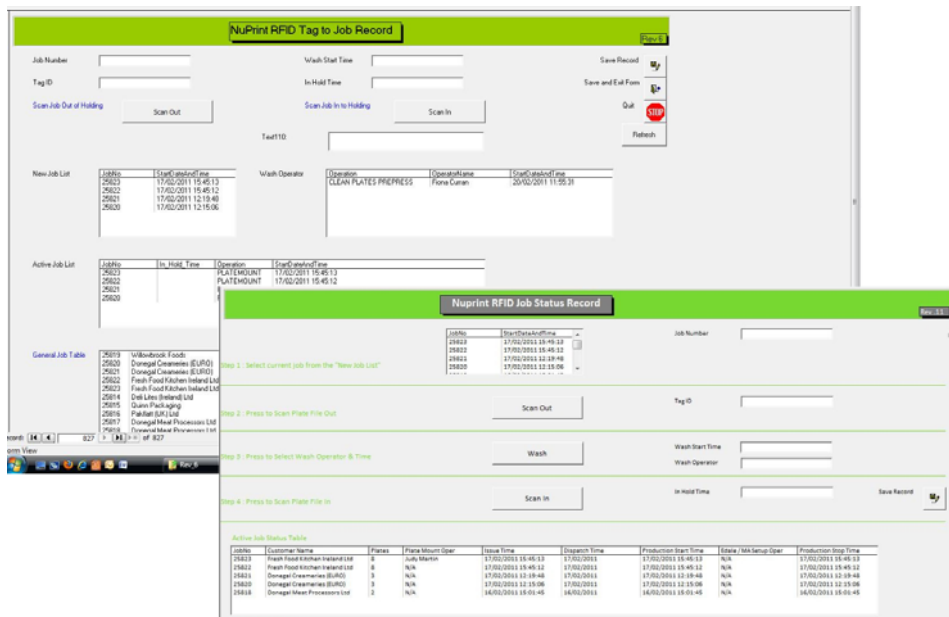 NuPrint RFID Tag to Job Record
Rev 6
Job Number
Wash Start Time
Save Record
Tag ID
In Hold Time
Save and Exit Form
Scan Job Out of Holding
Scan Out
Scan Job In to Holding
Scan In
Quit
STOP
Text110:
Refresh
New Job List
JobNo StartDateAndTime
25823 17/02/2011 15:45:13
25822 17/02/2011 15:45:12
25821 17/02/2011 12:19:48
25820 17/02/2011 12:15:06
Wash Operator
Operation OperatorName StartDateAndTime
CLEAN PLATES PREPRESS Fiona Curran 20/02/2011 11:55:31
Active Job List
JobNo In_Hold_Time Operation StartDateAndTime
25823 PLATEMOUNT 17/02/2011 15:45:13
25822 PLATEMOUNT 17/02/2011 15:45:12
25821
25820
General Job Table
25819 Willowbrook Foods
25820 Donegal Creameries (EURO)
25821 Donegal Creameries (EURO)
25822 Fresh Food Kitchen Ireland Ltd
25823 Fresh Food Kitchen Ireland Ltd
25814 Deli Lites (Ireland) Ltd
25815 Quinn Packaging
25816 Pakflatt (UK) Ltd
25817 Donegal Meat Processors Ltd
25818 Donegal Meat Processors Ltd
827 of 827
orm View
Rev_6
Nuprint RFID Job Status Record
Rev 11
JobNo StartDateAndTime
25823 17/02/2011 15:45:13
25822 17/02/2011 15:45:12
25821 17/02/2011 12:19:48
25820 17/02/2011 12:15:06
Job Number
Step 1 : Select current job from the "New Job List"
Step 2 : Press to Scan Plate File Out
Scan Out
Tag ID
Step 3 : Press to Select Wash Operator & Time
Wash
Wash Start Time
Wash Operator
Step 4 : Press to Scan Plate File In
Scan In
In Hold Time
Save Record
Active Job Status Table
JobNo Customer Name Plates Plate Mount Oper Issue Time Dispatch Time Production Start Time Edale / MA Setup Oper Production Stop Time
25823 Fresh Food Kitchen Ireland Ltd 8 Judy Martin 17/02/2011 15:45:13 17/02/2011 17/02/2011 15:45:13 N/A 17/02/2011 15:45:13
25822 Fresh Food Kitchen Ireland Ltd 8 N/A 17/02/2011 15:45:12 17/02/2011 17/02/2011 15:45:12 N/A 17/02/2011 15:45:12
25821 Donegal Creameries (EURO) 3 N/A 17/02/2011 12:19:48 17/02/2011 17/02/2011 12:19:48 N/A 17/02/2011 12:19:48
25820 Donegal Creameries (EURO) 3 N/A 17/02/2011 12:15:06 17/02/2011 17/02/2011 12:15:06 N/A 17/02/2011 12:15:06
25818 Donegal Meat Processors Ltd 2 N/A 16/02/2011 15:01:45 16/02/2011 16/02/2011 15:01:45 N/A 16/02/2011 15:01:45